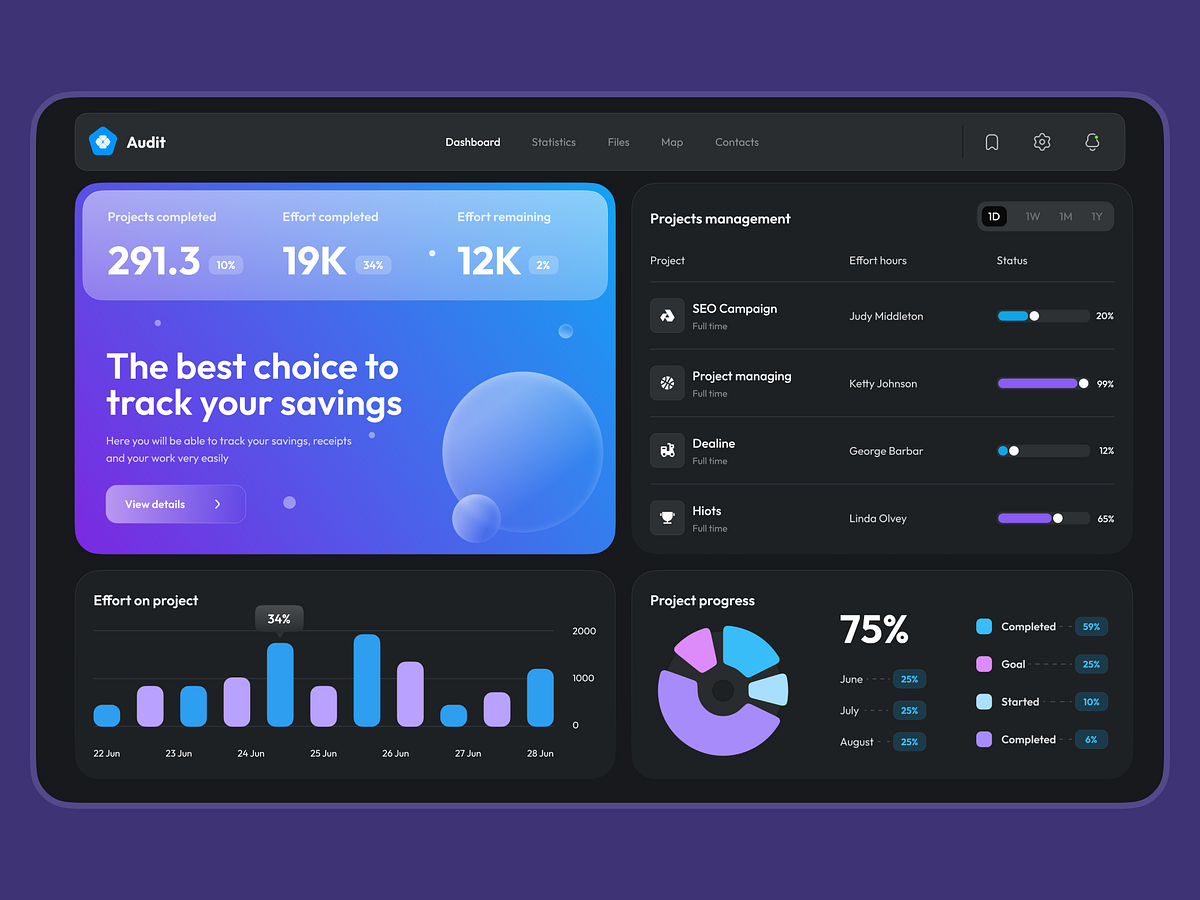 Audit
Dashboard Statistics Files Map Contacts
Projects completed
291.3 10%
Effort completed
19K 34%
Effort remaining
12K 2%
The best choice to
track your savings
Here you will be able to track your savings, receipts
and your work very easily
View details
Projects management
1D 1W 1M 1Y
Project Effort hours Status
SEO Campaign
Full time
Judy Middleton
20%
Project managing
Full time
Ketty Johnson
99%
Dealine
Full time
George Barbar
12%
Hiots
Full time
Linda Olvey
65%
Effort on project
34%
2000
1000
0
22 Jun 23 Jun 24 Jun 25 Jun 26 Jun 27 Jun 28 Jun
Project progress
75%
June 25%
July 25%
August 25%
Completed 59%
Goal 25%
Started 10%
Completed 6%